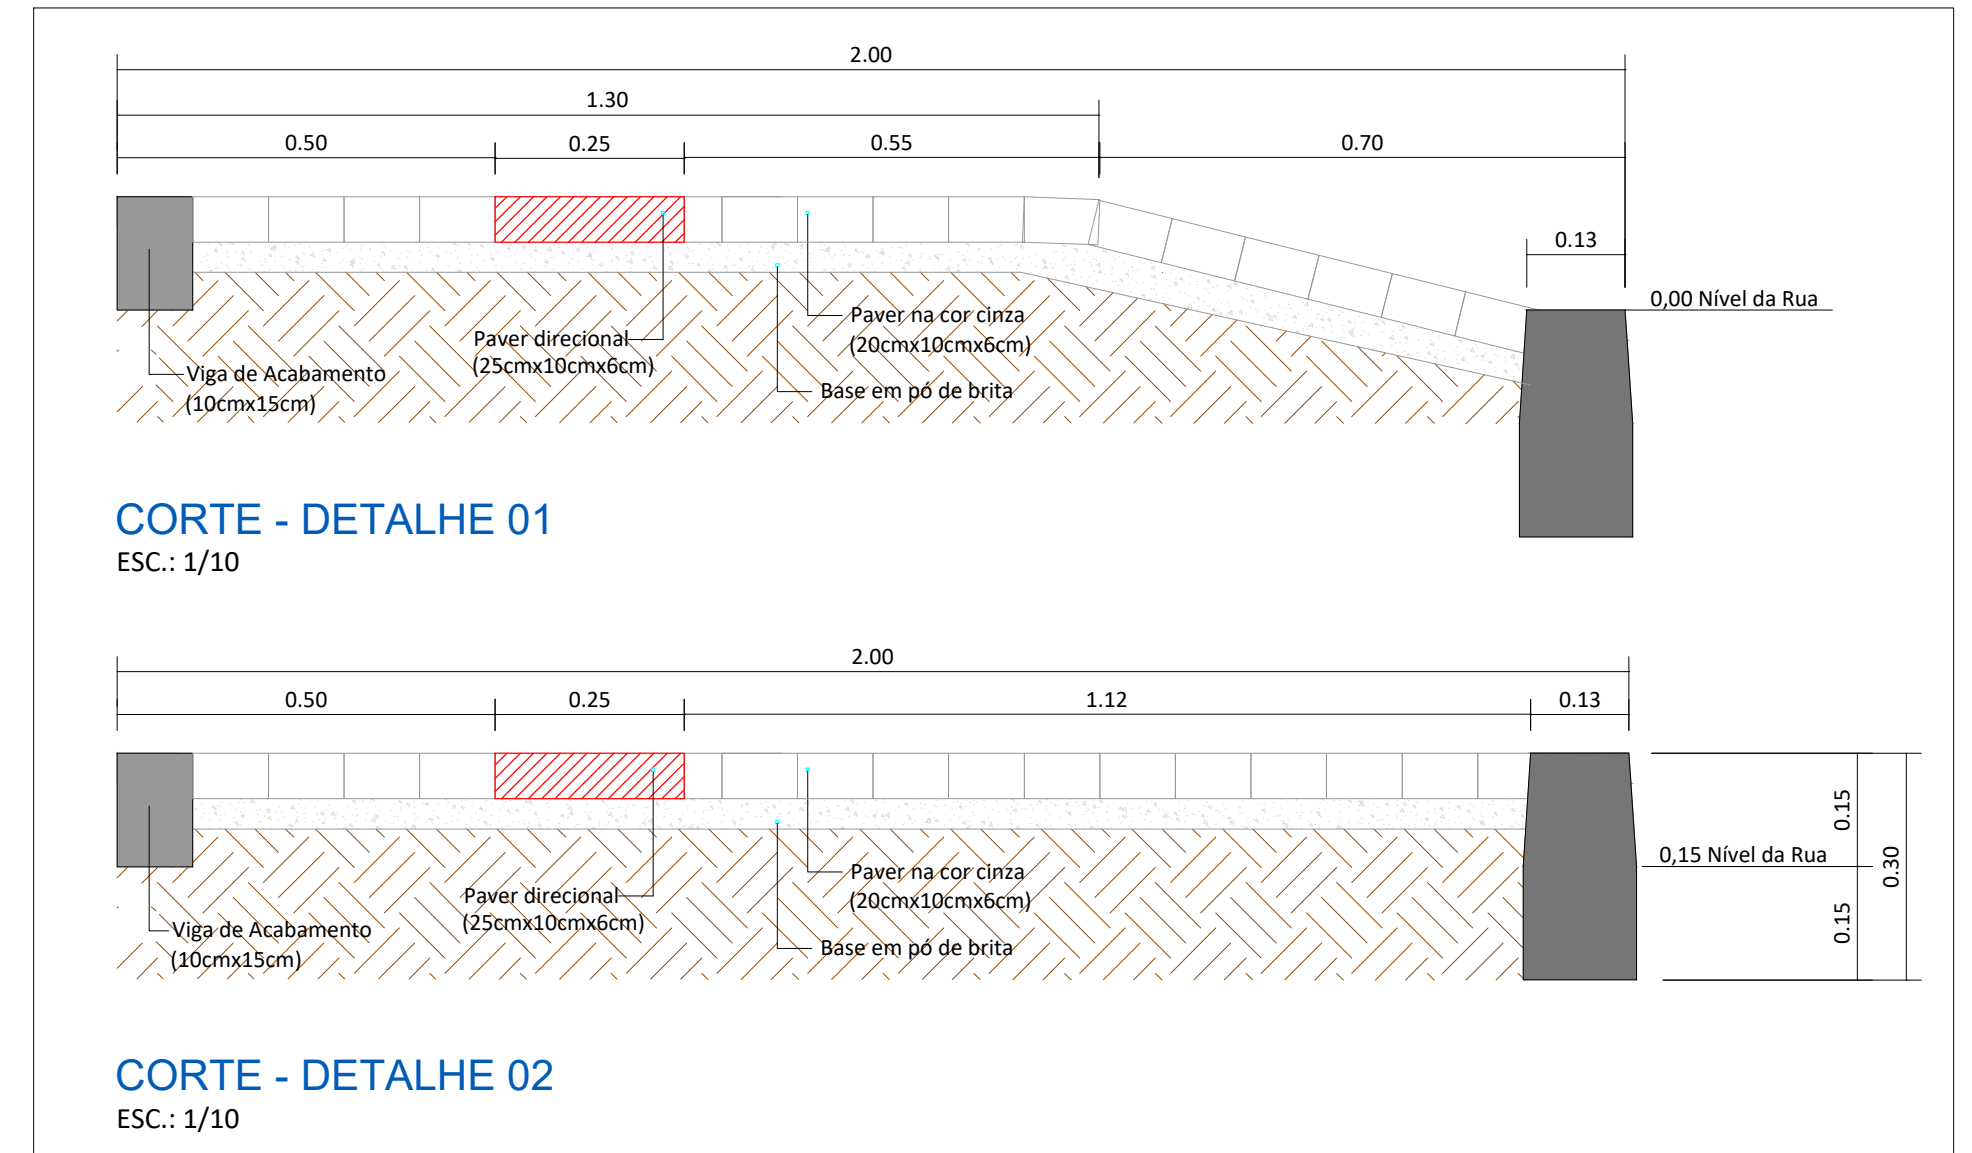 2.00
1.30
0.50
0.25
0.55
0.70
0.13
0,00 Nível da Rua
Paver na cor cinza
(20cmx10cmx6cm)
Paver direcional
(25cmx10cmx6cm)
Viga de Acabamento
(10cmx15cm)
Base em pó de brita
CORTE - DETALHE 01
ESC.: 1/10
2.00
0.50
0.25
1.12
0.13
0.15
0,15 Nível da Rua
0.30
0.15
Paver na cor cinza
(20cmx10cmx6cm)
Paver direcional
(25cmx10cmx6cm)
Viga de Acabamento
(10cmx15cm)
Base em pó de brita
CORTE - DETALHE 02
ESC.: 1/10